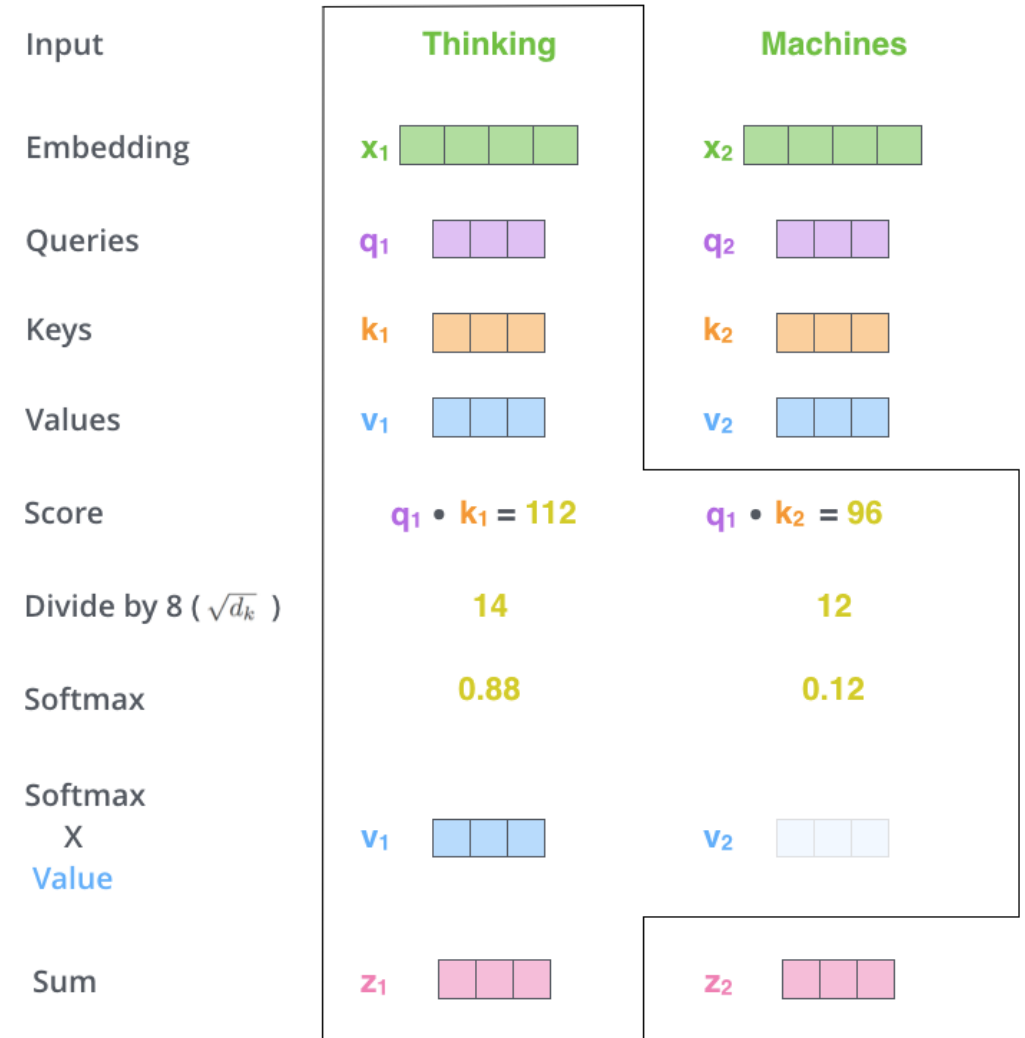 Input Thinking Machines
Embedding x₁ x₂
Queries q₁ q₂
Keys k₁ k₂
Values v₁ v₂
Score q₁ • k₁ = 112 q₁ • k₂ = 96
Divide by 8 ( √dₖ ) 14 12
Softmax 0.88 0.12
Softmax
X v₁ v₂
Value
Sum z₁ z₂